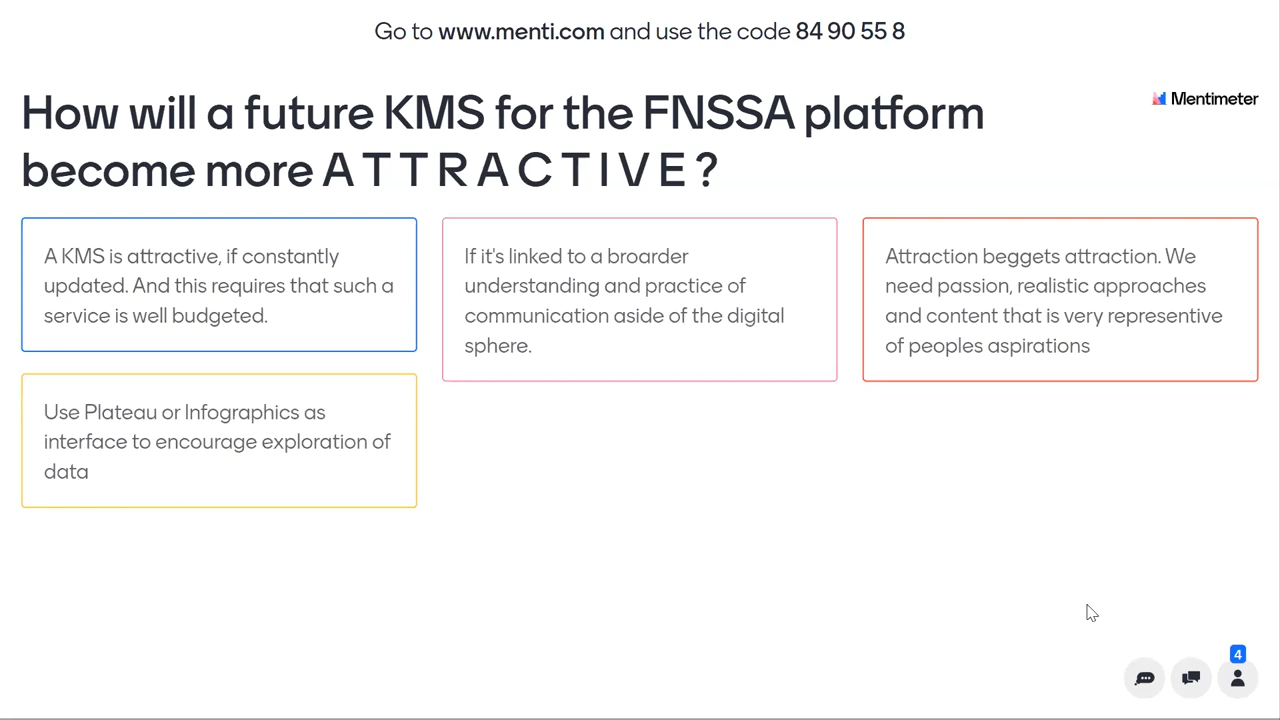 Go to www.menti.com and use the code 84 90 55 8
How will a future KMS for the FNSSA platform
become more A T T R A C T I V E ?
Mentimeter
A KMS is attractive, if constantly
updated. And this requires that such a
service is well budgeted.
If it's linked to a broarder
understanding and practice of
communication aside of the digital
sphere.
Attraction beggets attraction. We
need passion, realistic approaches
and content that is very representive
of peoples aspirations
Use Plateau or Infographics as
interface to encourage exploration of
data
4